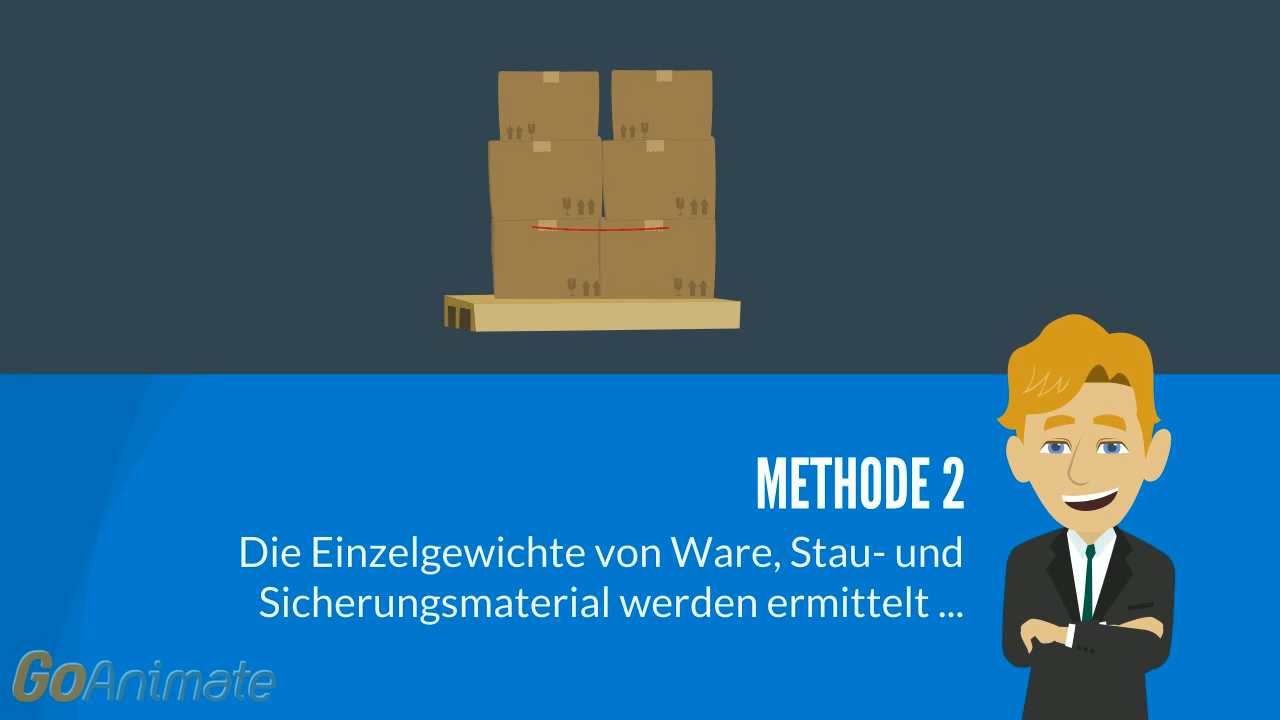 METHODE 2
Die Einzelgewichte von Ware, Stau- und
Sicherungsmaterial werden ermittelt ...
GoAnimate